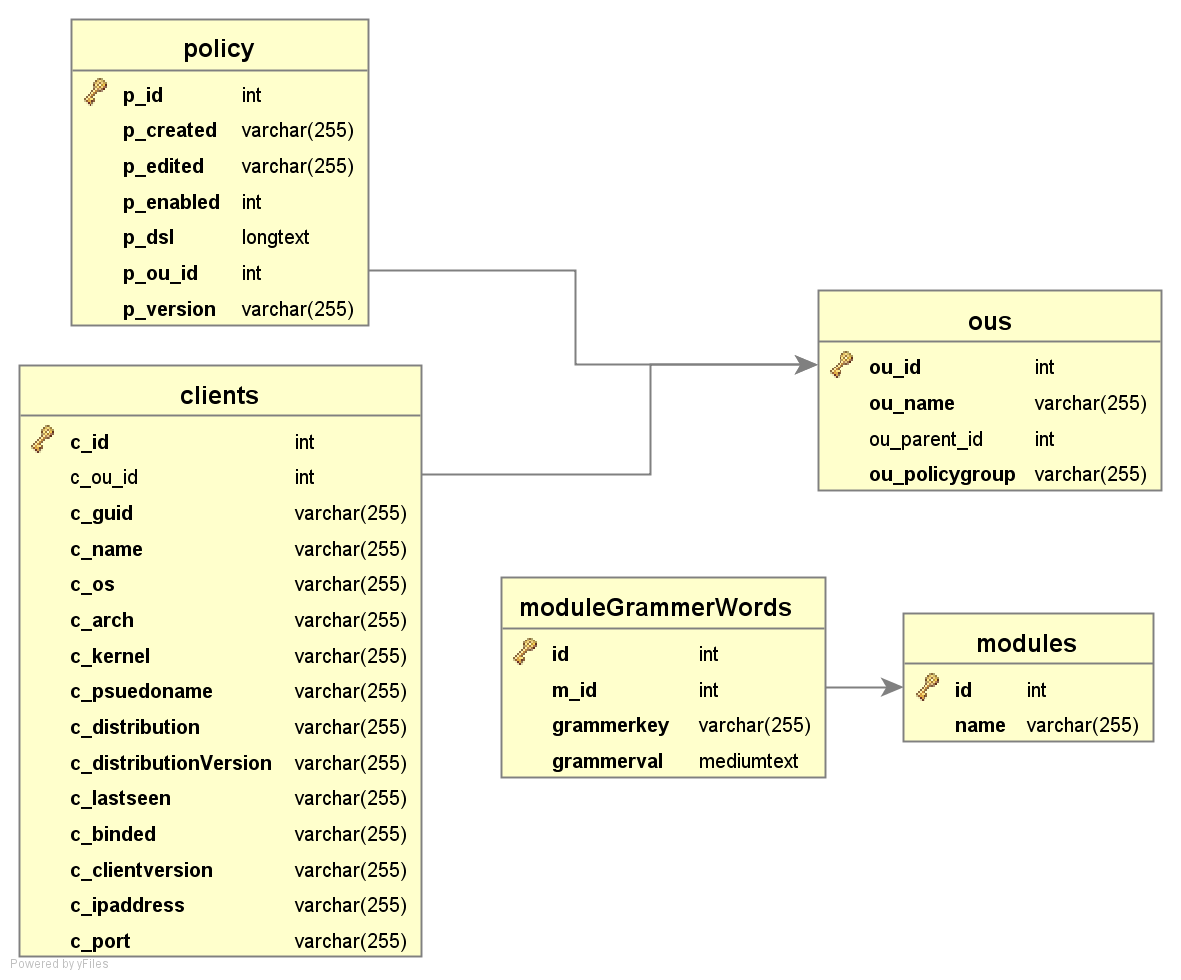 policy
p_id int
p_created varchar(255)
p_edited varchar(255)
p_enabled int
p_dsl longtext
p_ou_id int
p_version varchar(255)
clients
c_id int
c_ou_id int
c_guid varchar(255)
c_name varchar(255)
c_os varchar(255)
c_arch varchar(255)
c_kernel varchar(255)
c_psuedoname varchar(255)
c_distribution varchar(255)
c_distributionVersion varchar(255)
c_lastseen varchar(255)
c_binded varchar(255)
c_clientversion varchar(255)
c_ipaddress varchar(255)
c_port varchar(255)
ous
ou_id int
ou_name varchar(255)
ou_parent_id int
ou_policygroup varchar(255)
moduleGrammerWords
id int
m_id int
grammerkey varchar(255)
grammerval mediumtext
modules
id int
name varchar(255)
Powered by yFiles